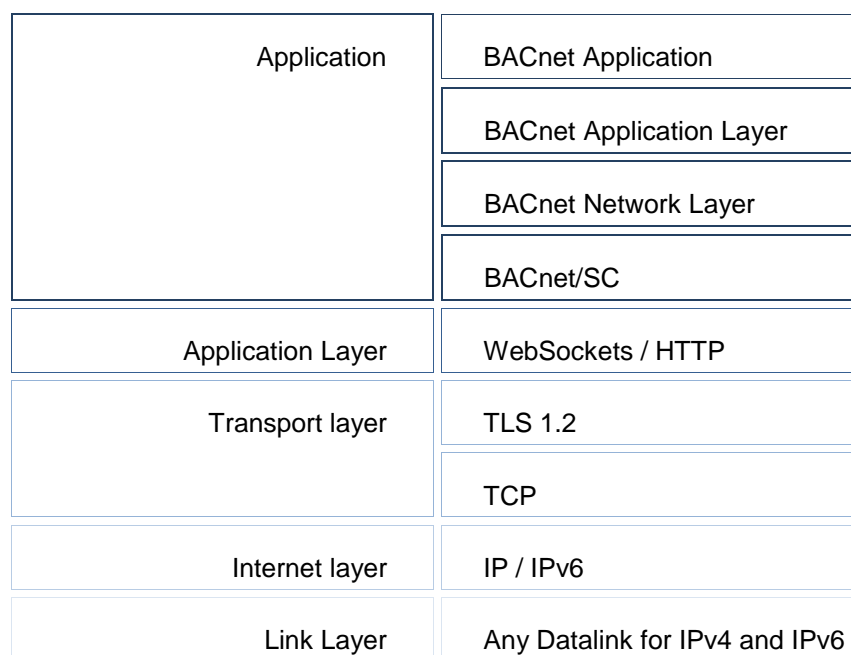 Application BACnet Application
BACnet Application Layer
BACnet Network Layer
BACnet/SC
Application Layer WebSockets / HTTP
Transport layer TLS 1.2
TCP
Internet layer IP / IPv6
Link Layer Any Datalink for IPv4 and IPv6